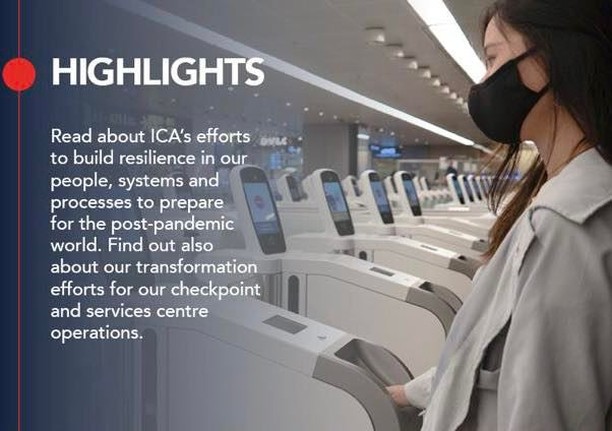 HIGHLIGHTS
Read about ICA's efforts
to build resilience in our
people, systems and
processes to prepare
for the post-pandemic
world. Find out also
about our transformation
efforts for our checkpoint
and services centre
operations.